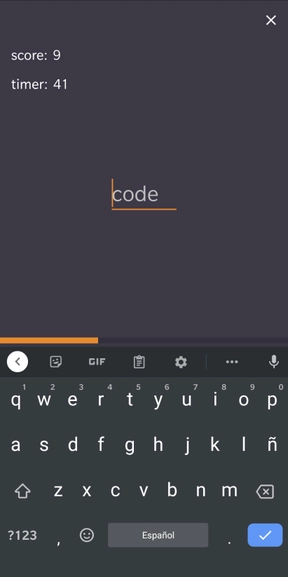 score: 9
timer: 41
code
GIF
1 2 3 4 5 6 7 8 9 0
q w e r t y u i o p
a s d f g h j k l ñ
z x c v b n m
?123 , Español .